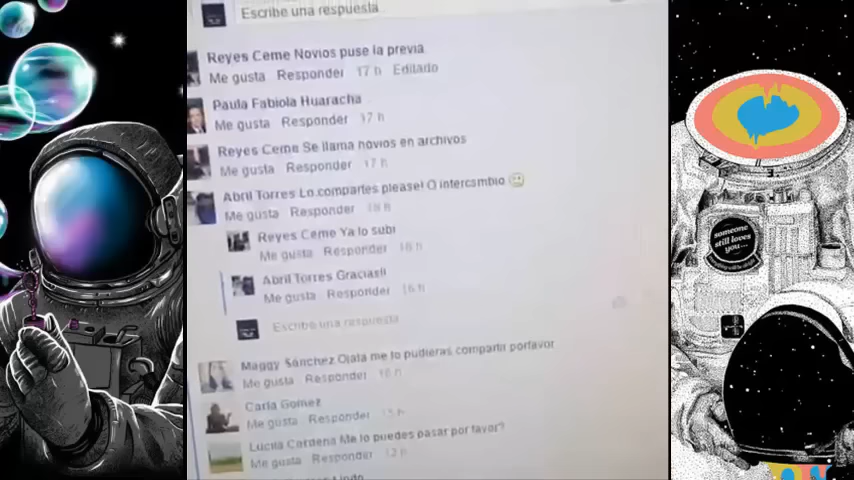 Escribe una respuesta
Reyes Ceme Novios puse la previa
Me gusta Responder 17 h Editado
Paula Fabiola Huaracha
Me gusta Responder 17 h
Reyes Ceme Se llama novios en archivos
Me gusta Responder 17 h
Abril Torres Lo compartes please! O intercambio
Me gusta Responder
Reyes Ceme Ya lo subi
Me gusta Responder 16 h
Abril Torres Gracias!!
Me gusta Responder 16 h
Escribe una respuesta
Maggy Sánchez Ojala me lo pudieras compartir porfavor
Me gusta Responder 16 h
Carla Gomez
Me gusta Responder 15 h
Lucita Cardena Me lo puedes pasar por favor?
Me gusta Responder 12 h
someone
still loves
you...